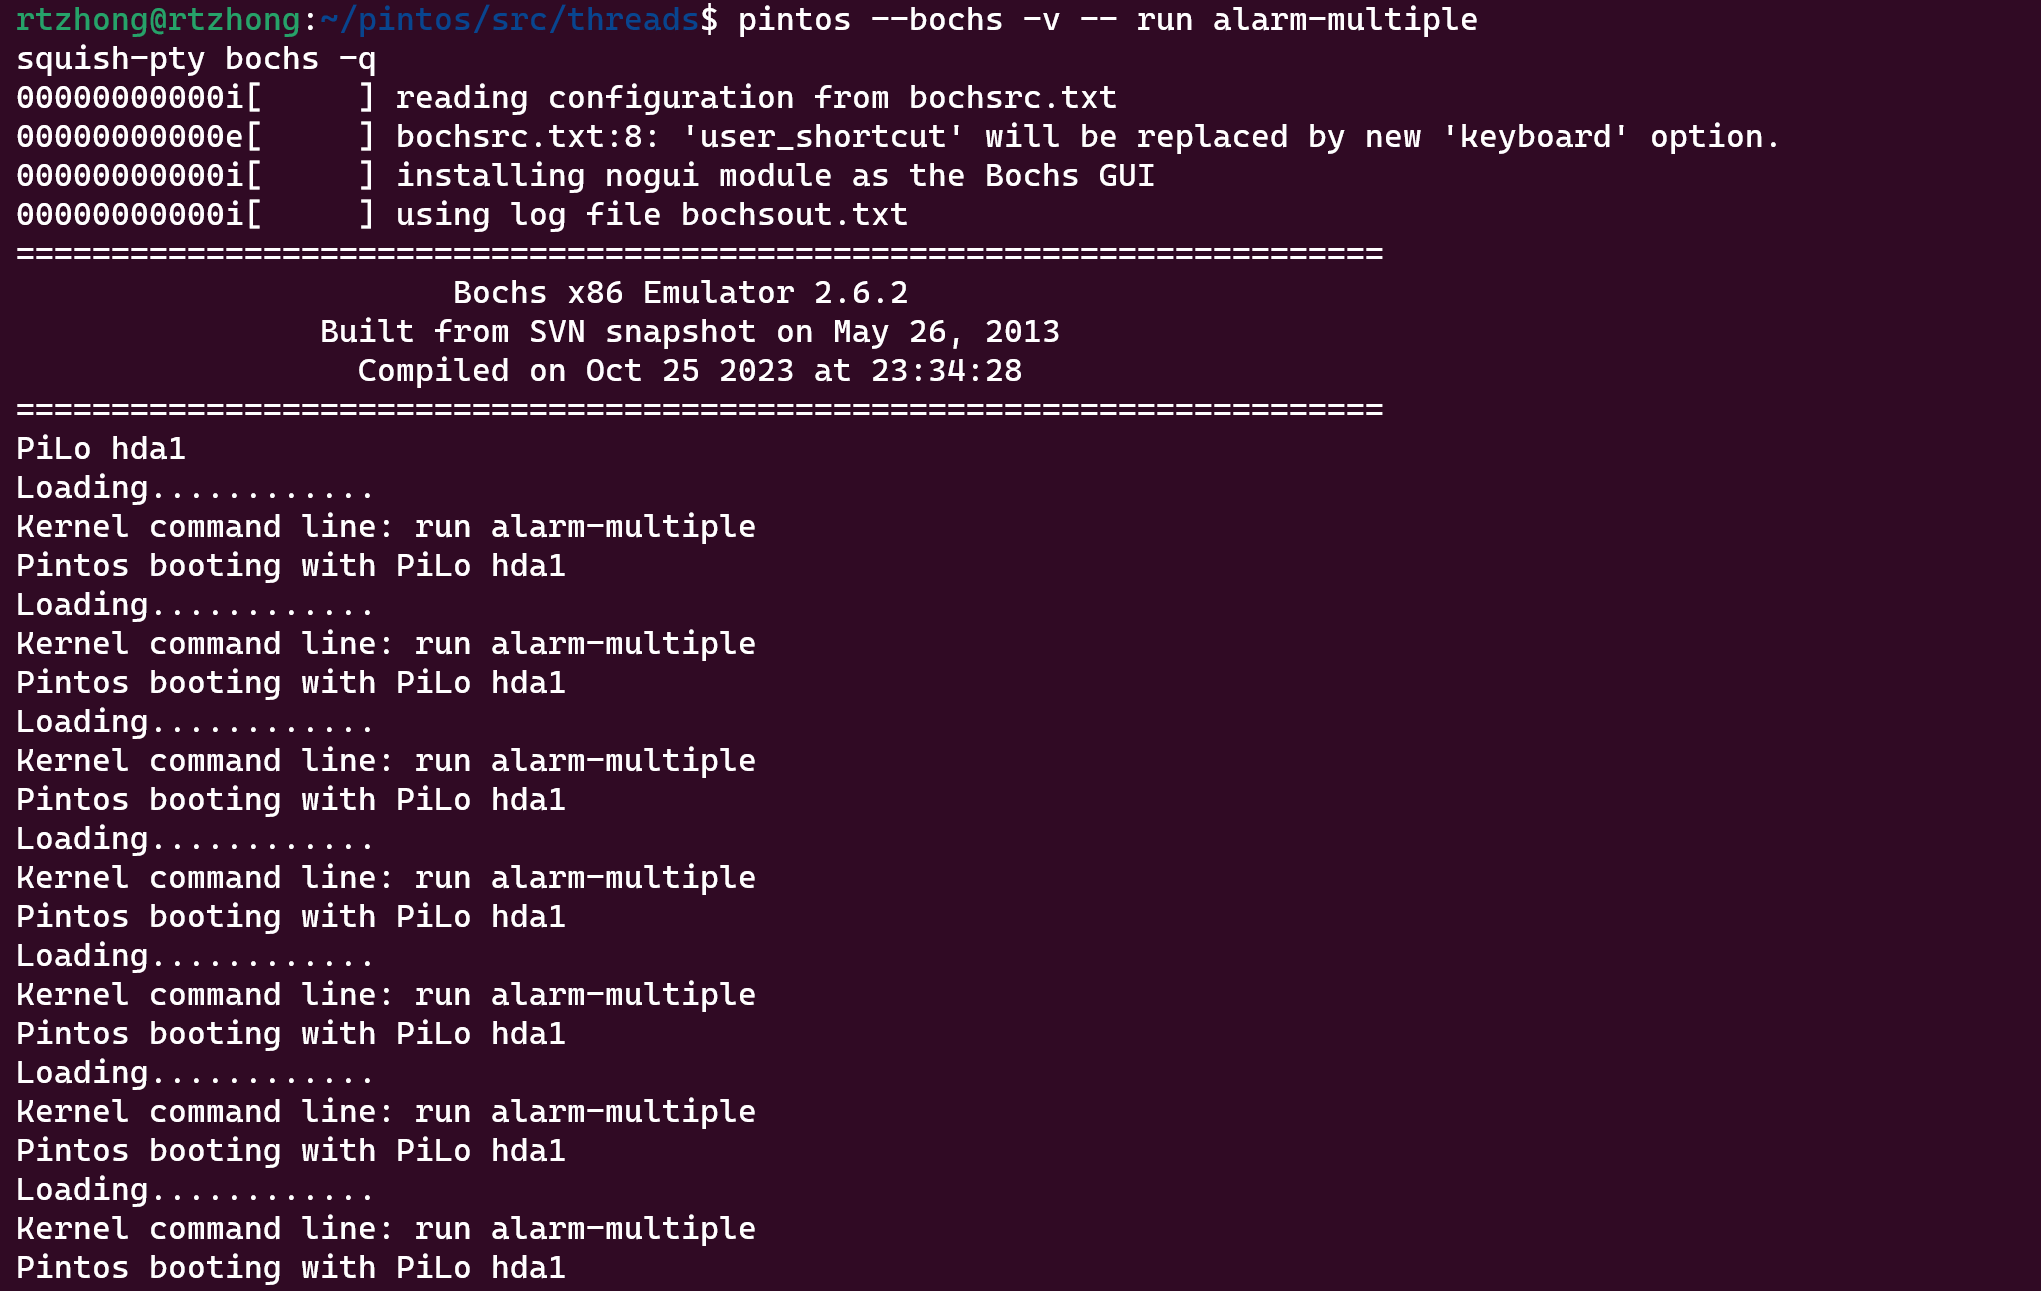 rtzhong@rtzhong:~/pintos/src/threads$ pintos --bochs -v -- run alarm-multiple
squish-pty bochs -q
00000000000i[     ] reading configuration from bochsrc.txt
00000000000e[     ] bochsrc.txt:8: 'user_shortcut' will be replaced by new 'keyboard' option.
00000000000i[     ] installing nogui module as the Bochs GUI
00000000000i[     ] using log file bochsout.txt
========================================================================
                       Bochs x86 Emulator 2.6.2
                Built from SVN snapshot on May 26, 2013
                  Compiled on Oct 25 2023 at 23:34:28
========================================================================
PiLo hda1
Loading............
Kernel command line: run alarm-multiple
Pintos booting with PiLo hda1
Loading............
Kernel command line: run alarm-multiple
Pintos booting with PiLo hda1
Loading............
Kernel command line: run alarm-multiple
Pintos booting with PiLo hda1
Loading............
Kernel command line: run alarm-multiple
Pintos booting with PiLo hda1
Loading............
Kernel command line: run alarm-multiple
Pintos booting with PiLo hda1
Loading............
Kernel command line: run alarm-multiple
Pintos booting with PiLo hda1
Loading............
Kernel command line: run alarm-multiple
Pintos booting with PiLo hda1